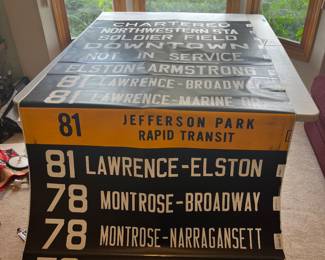 CHARTERED
NORTHWESTERN STA
SOLDIER FIELD
DOWNTOWN
NOT IN SERVICE
ELSTON-ARMSTRONG
81 LAWRENCE-BROADWAY
81 LAWRENCE-MARINE DR
81 JEFFERSON PARK
RAPID TRANSIT
81 LAWRENCE-ELSTON
78 MONTROSE-BROADWAY
78 MONTROSE-NARRAGANSETT